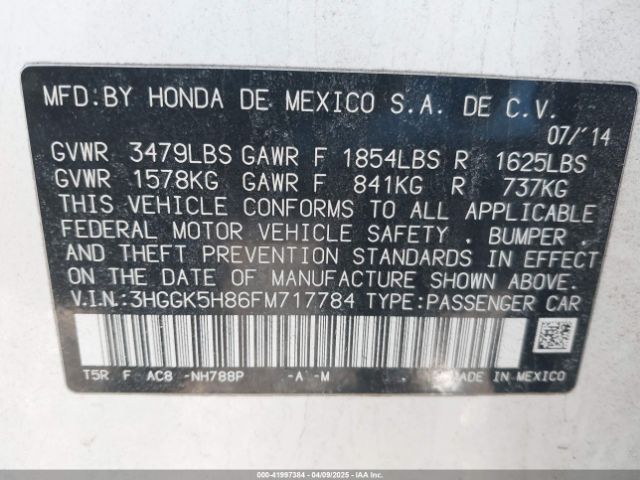 MFD.BY HONDA DE MEXICO S.A. DE C.V.
07/'14
GVWR 3479LBS GAWR F 1854LBS R 1625LBS
GVWR 1578KG GAWR F 841KG R 737KG
THIS VEHICLE CONFORMS TO ALL APPLICABLE
FEDERAL MOTOR VEHICLE SAFETY , BUMPER ,
AND THEFT PREVENTION STANDARDS IN EFFECT
ON THE DATE OF MANUFACTURE SHOWN ABOVE.
V.I.N.:3HGGK5H86FM717784 TYPE:PASSENGER CAR
T5R F AC8 -NH788P -A -M MADE IN MEXICO
000-41997384 | 04/09/2025 - IAAI.COM